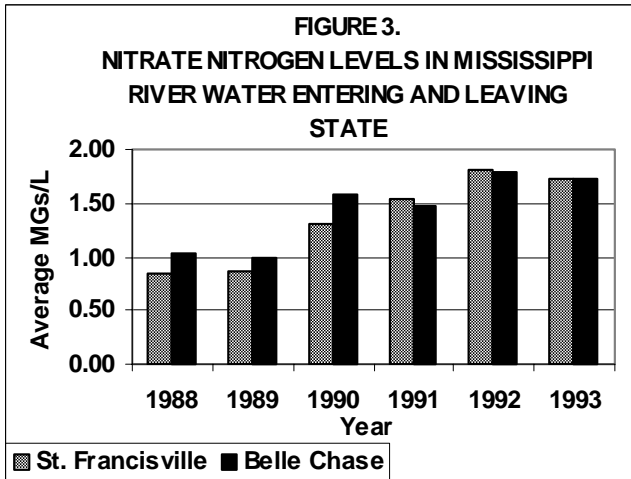 FIGURE 3.
NITRATE NITROGEN LEVELS IN MISSISSIPPI
RIVER WATER ENTERING AND LEAVING
STATE
Average MGs/L
2.00
1.50
1.00
0.50
0.00
1988 1989 1990 1991 1992 1993
Year
St. Francisville Belle Chase